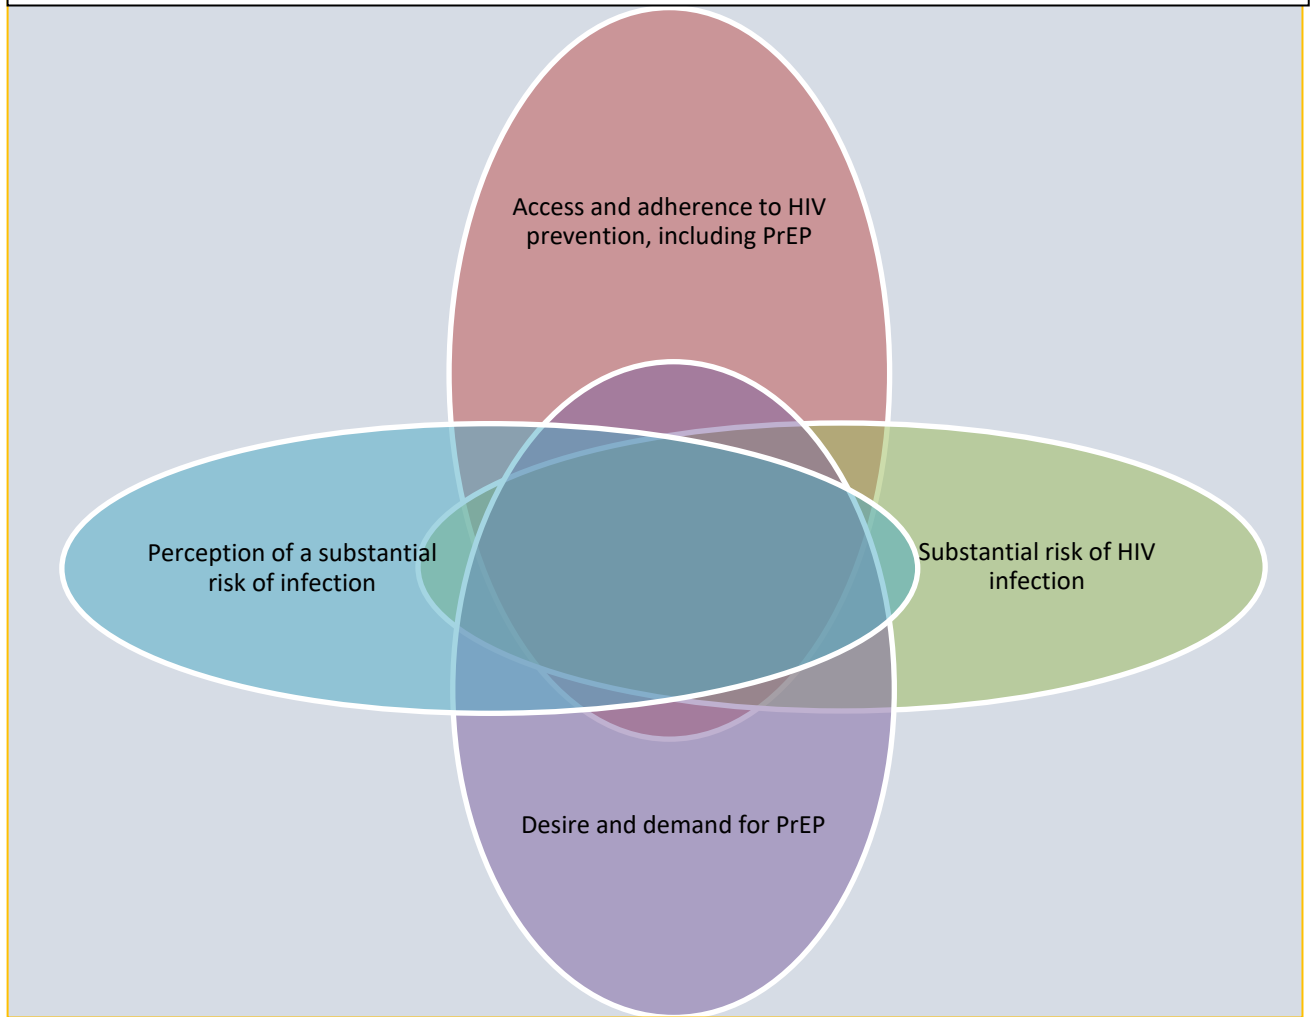 Access and adherence to HIV
prevention, including PrEP
Perception of a substantial
risk of infection
Substantial risk of HIV
infection
Desire and demand for PrEP